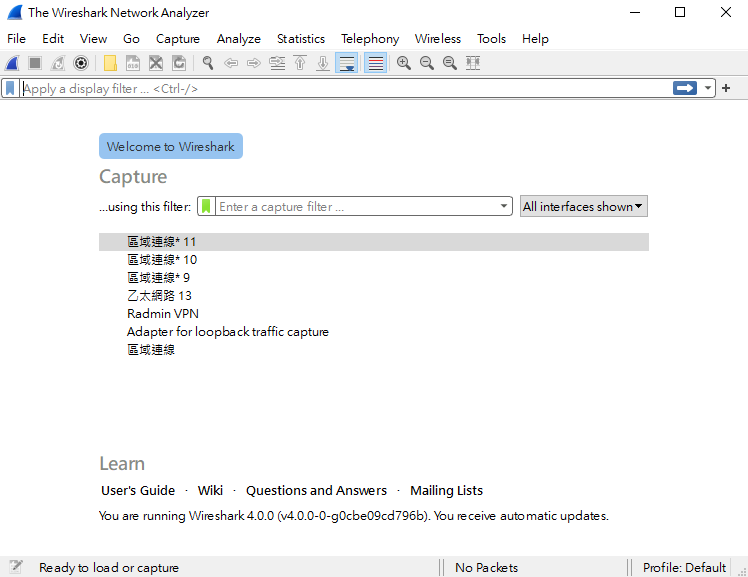 The Wireshark Network Analyzer
File Edit View Go Capture Analyze Statistics Telephony Wireless Tools Help
Apply a display filter ... <Ctrl-/>
Welcome to Wireshark
Capture
...using this filter: Enter a capture filter ... All interfaces shown
區域連線* 11
區域連線* 10
區域連線* 9
乙太網路 13
Radmin VPN
Adapter for loopback traffic capture
區域連線
Learn
User's Guide · Wiki · Questions and Answers · Mailing Lists
You are running Wireshark 4.0.0 (v4.0.0-0-g0cbe09cd796b). You receive automatic updates.
Ready to load or capture No Packets Profile: Default